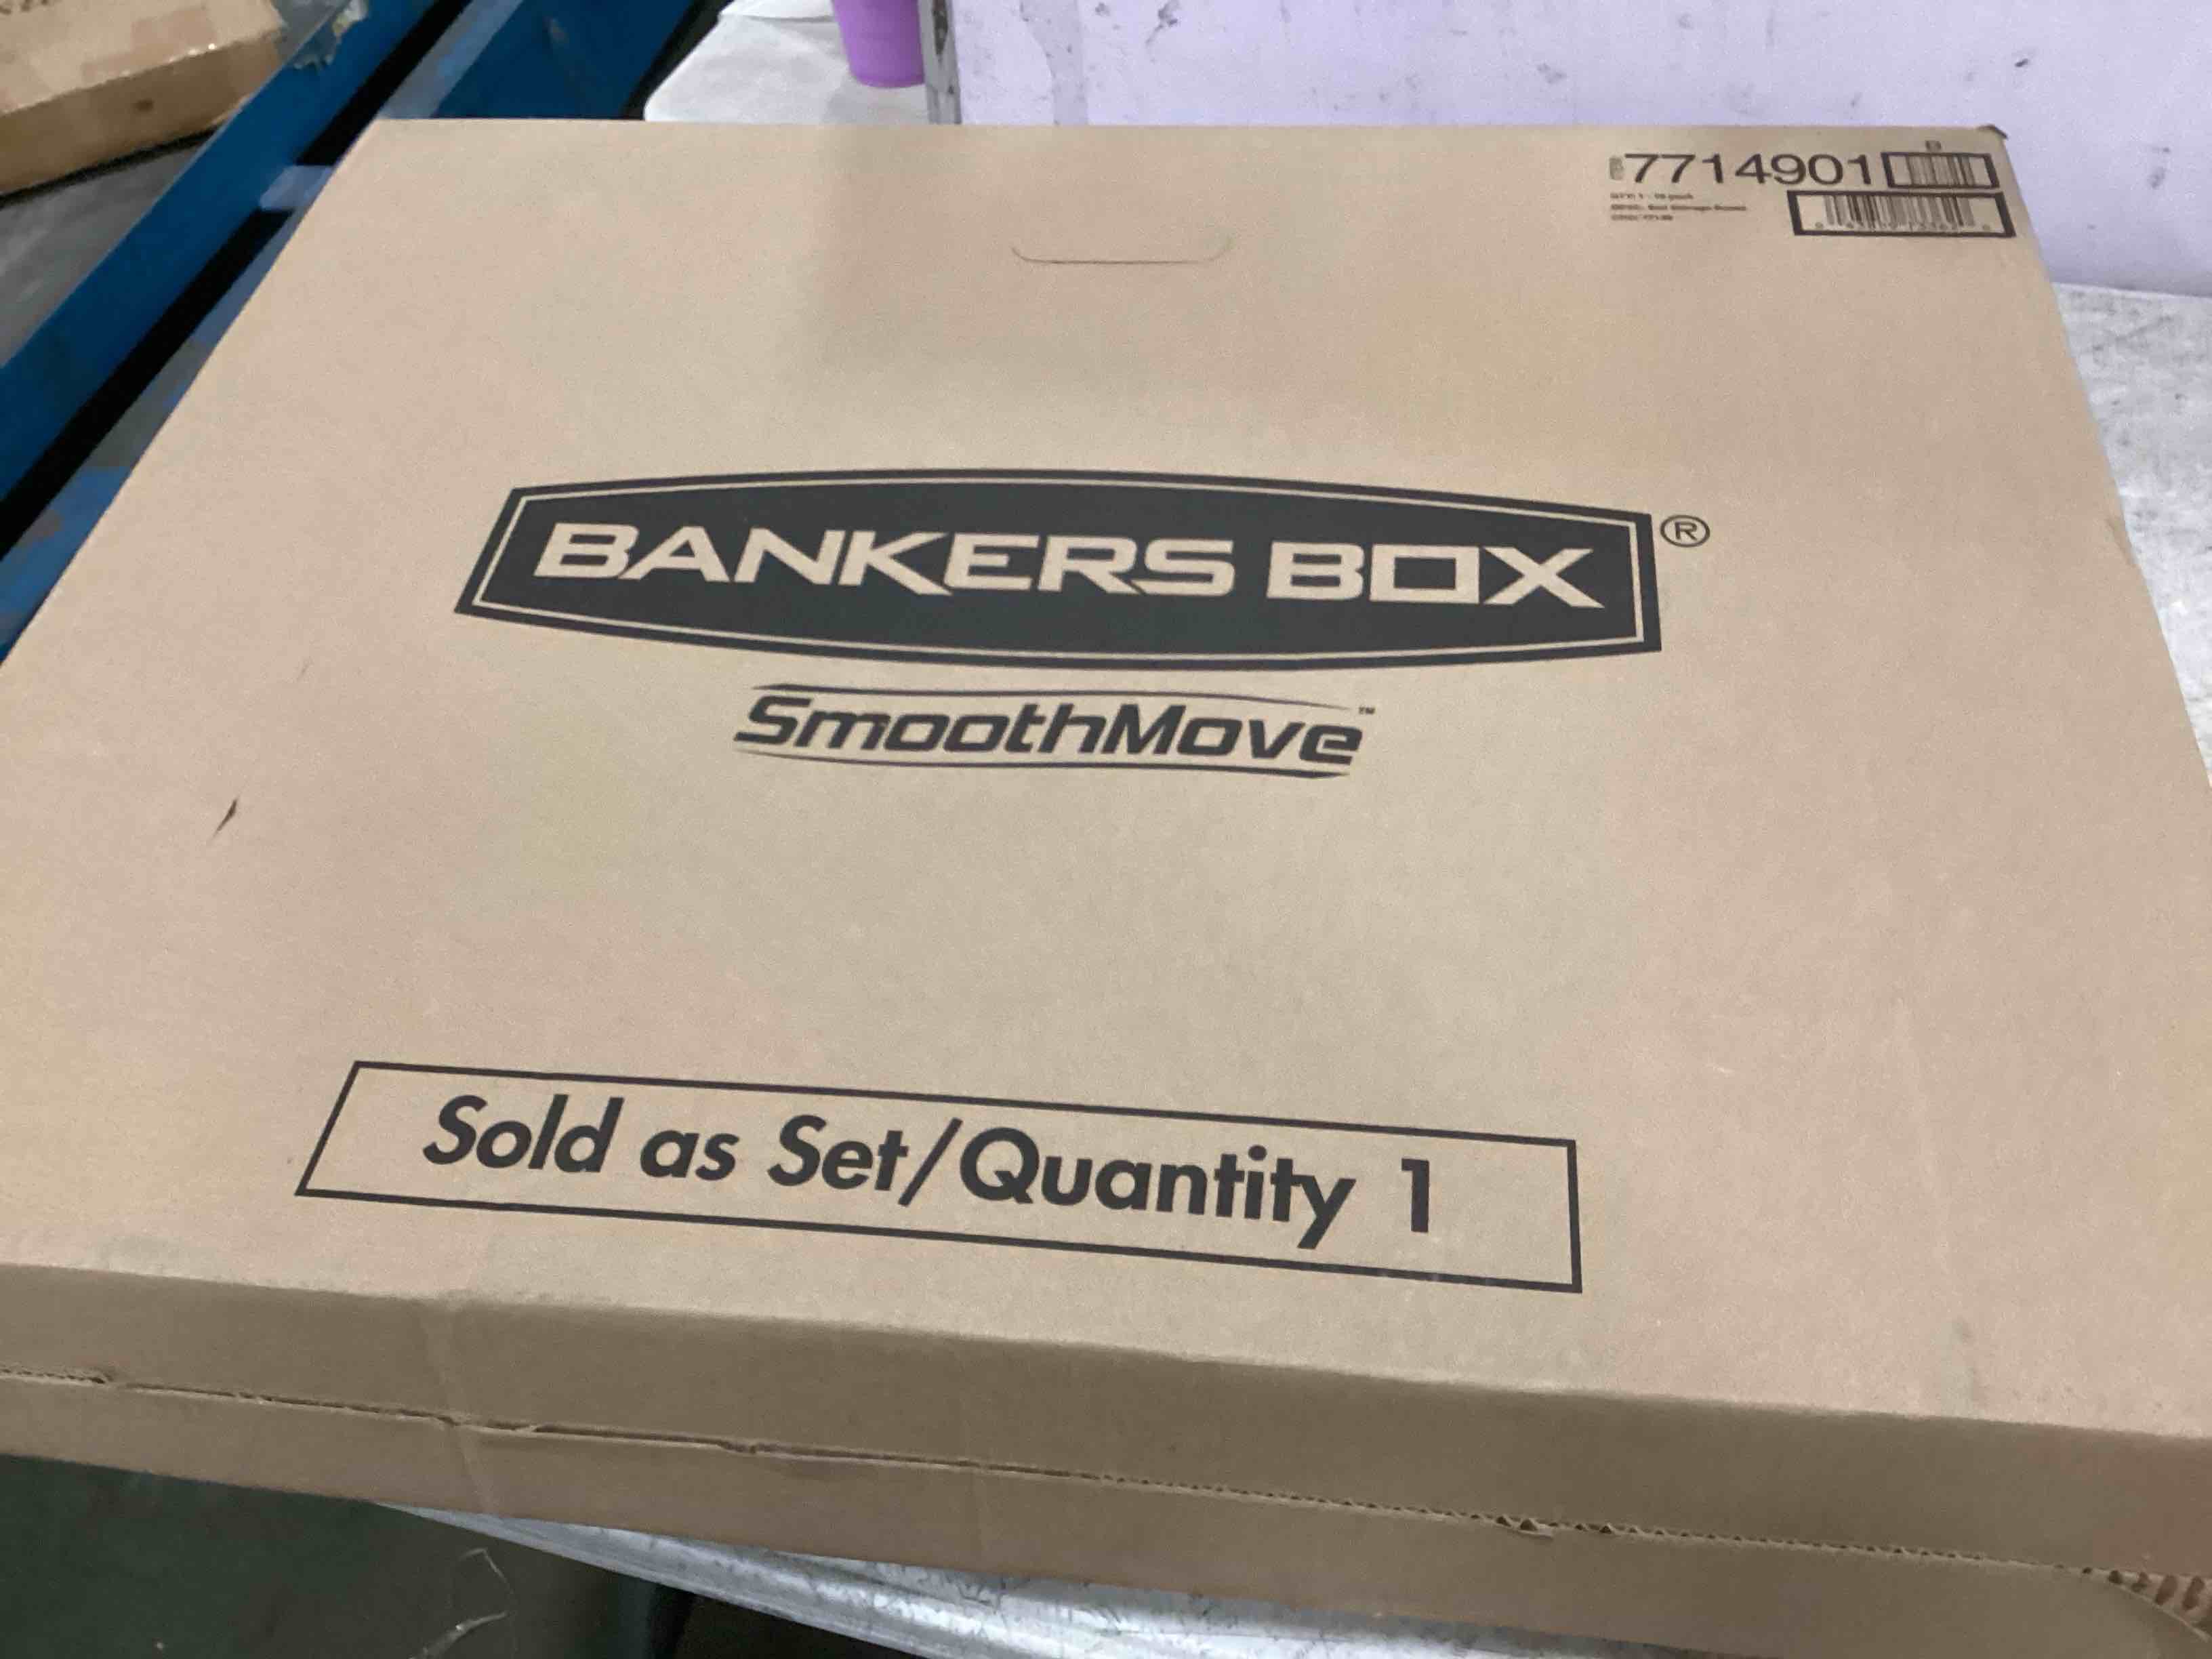 7714901
BANKERS BOX®
SmoothMove™
Sold as Set/Quantity 1